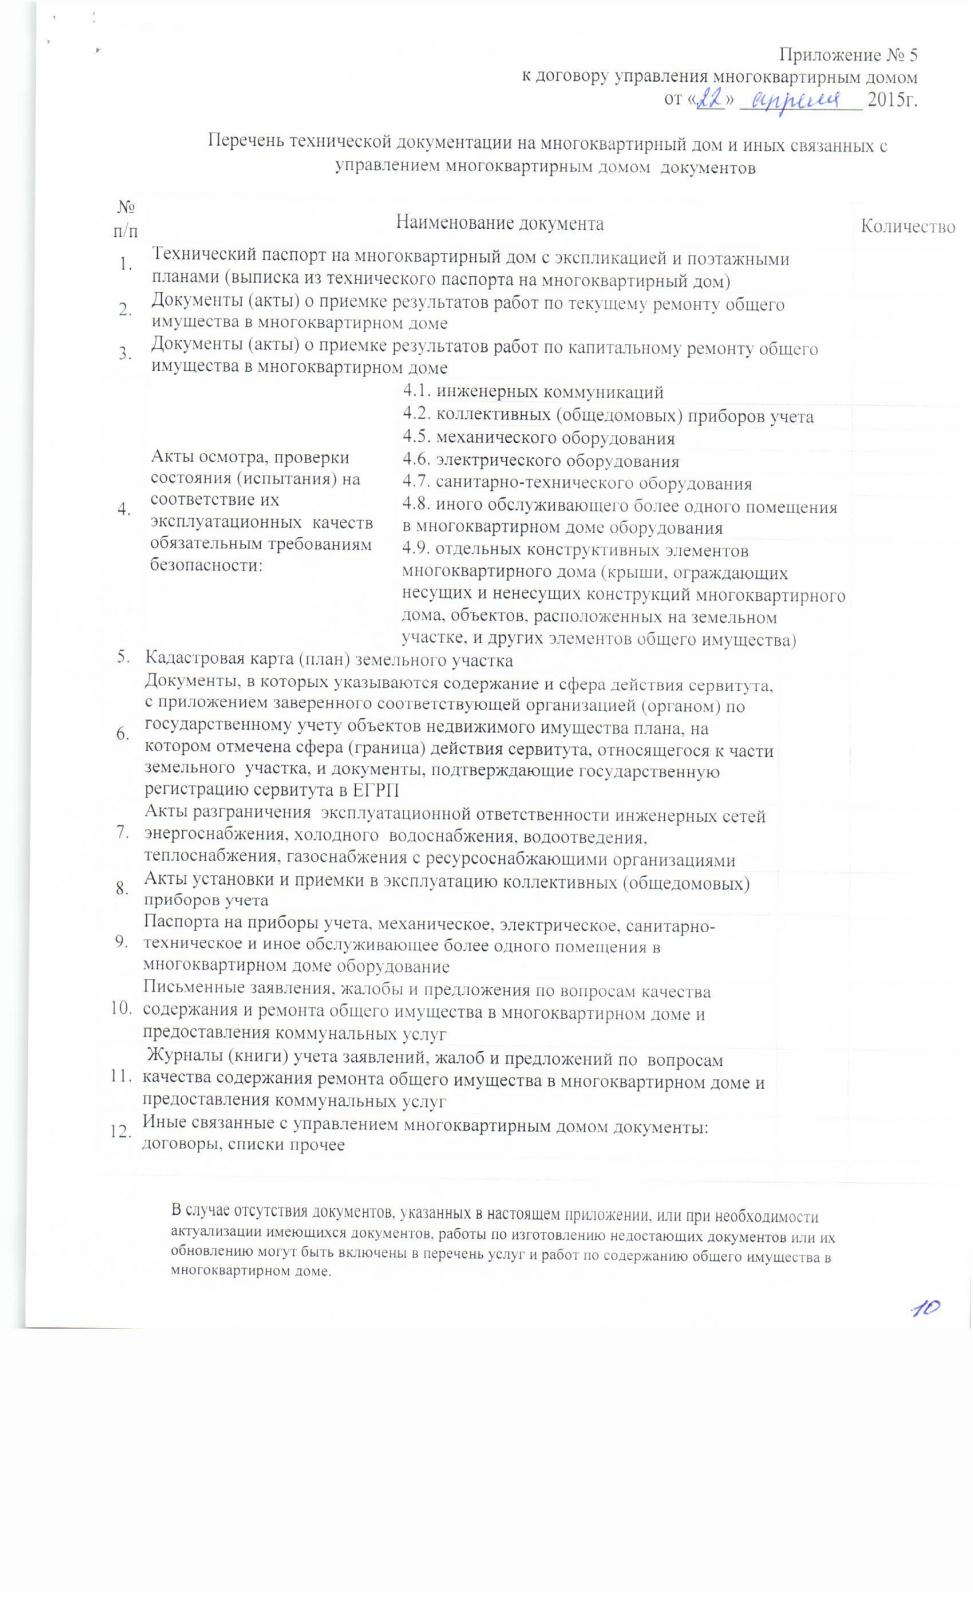 Приложение № 5
к договору управления многоквартирным домом
от «22» апреля 2015г.
Перечень технической документации на многоквартирный дом и иных связанных с
управлением многоквартирным домом документов
№
п/п
Наименование документа
Количество
1.
Технический паспорт на многоквартирный дом с экспликацией и поэтажными
планами (выписка из технического паспорта на многоквартирный дом)
2.
Документы (акты) о приемке результатов работ по текущему ремонту общего
имущества в многоквартирном доме
3.
Документы (акты) о приемке результатов работ по капитальному ремонту общего
имущества в многоквартирном доме
4.
Акты осмотра, проверки
состояния (испытания) на
соответствие их
эксплуатационных качеств
обязательным требованиям
безопасности:
4.1. инженерных коммуникаций
4.2. коллективных (общедомовых) приборов учета
4.5. механического оборудования
4.6. электрического оборудования
4.7. санитарно-технического оборудования
4.8. иного обслуживающего более одного помещения
в многоквартирном доме оборудования
4.9. отдельных конструктивных элементов
многоквартирного дома (крыши, ограждающих
несущих и ненесущих конструкций многоквартирного
дома, объектов, расположенных на земельном
участке, и других элементов общего имущества)
5. Кадастровая карта (план) земельного участка
6.
Документы, в которых указываются содержание и сфера действия сервитута,
с приложением заверенного соответствующей организацией (органом) по
государственному учету объектов недвижимого имущества плана, на
котором отмечена сфера (граница) действия сервитута, относящегося к части
земельного участка, и документы, подтверждающие государственную
регистрацию сервитута в ЕГРП
7.
Акты разграничения эксплуатационной ответственности инженерных сетей
энергоснабжения, холодного водоснабжения, водоотведения,
теплоснабжения, газоснабжения с ресурсоснабжающими организациями
8.
Акты установки и приемки в эксплуатацию коллективных (общедомовых)
приборов учета
9.
Паспорта на приборы учета, механическое, электрическое, санитарно-
техническое и иное обслуживающее более одного помещения в
многоквартирном доме оборудование
10.
Письменные заявления, жалобы и предложения по вопросам качества
содержания и ремонта общего имущества в многоквартирном доме и
предоставления коммунальных услуг
11.
Журналы (книги) учета заявлений, жалоб и предложений по вопросам
качества содержания ремонта общего имущества в многоквартирном доме и
предоставления коммунальных услуг
12.
Иные связанные с управлением многоквартирным домом документы:
договоры, списки прочее
В случае отсутствия документов, указанных в настоящем приложении, или при необходимости
актуализации имеющихся документов, работы по изготовлению недостающих документов или их
обновлению могут быть включены в перечень услуг и работ по содержанию общего имущества в
многоквартирном доме.
10